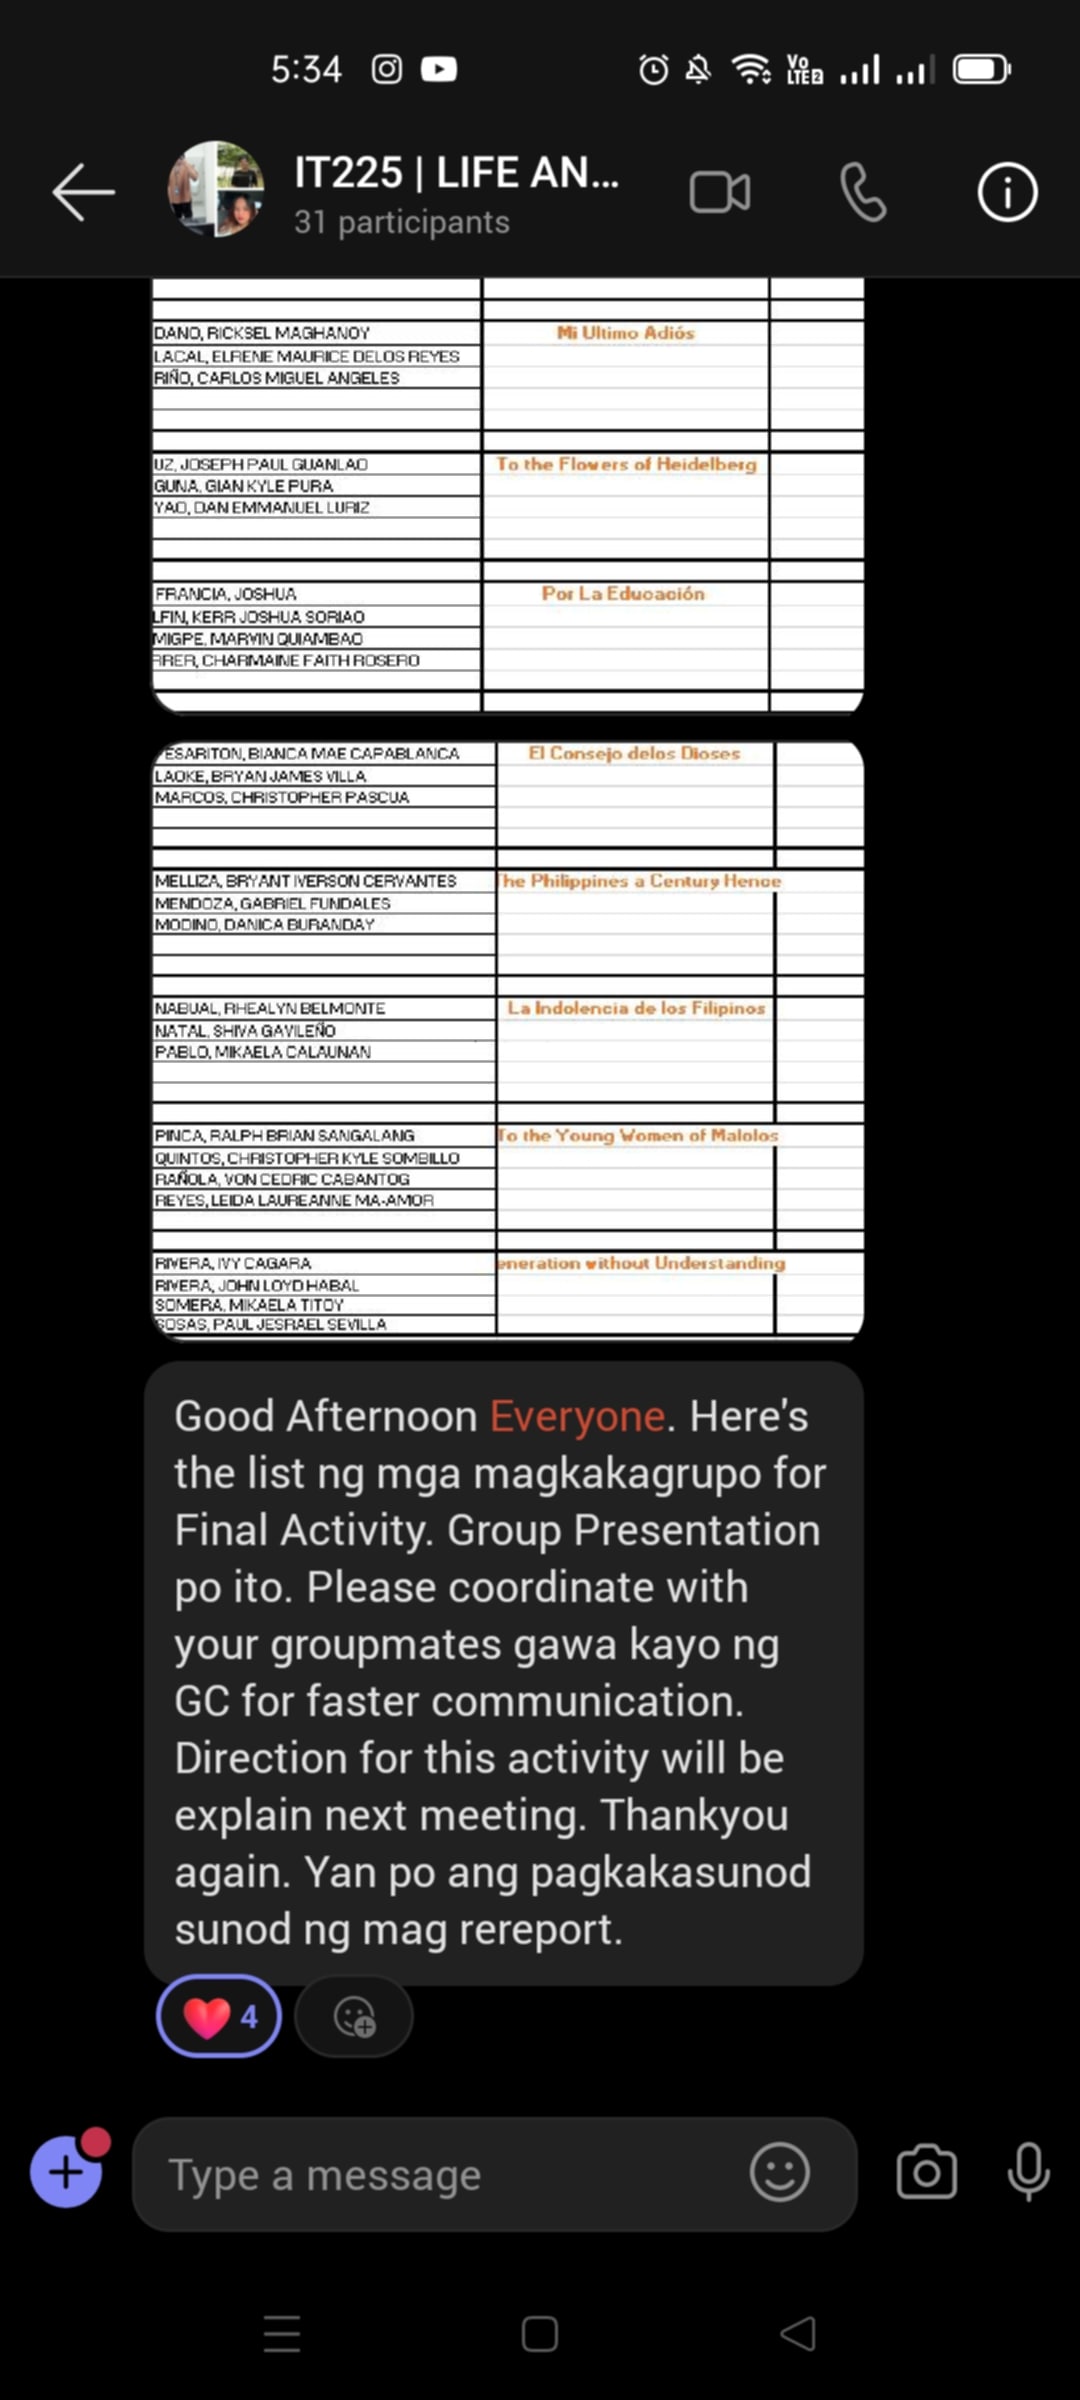 5:34
Vo
LTE 2
IT225 | LIFE AN...
31 participants
DANO, RICKSEL MAGHANOY
Mi Ultimo Adiós
LACAL, ELRENE MAURICE DELOS REYES
RIÑO, CARLOS MIGUEL ANGELES
UZ, JOSEPH PAUL GUANLAO
To the Flowers of Heidelberg
GUNA, GIAN KYLE PURA
YAO, DAN EMMANUEL LURIZ
FRANCIA, JOSHUA
Por La Educación
LFIN, KERR JOSHUA SORIAO
MIGPE, MARVIN QUIAMBAO
RRER, CHARMAINE FAITH ROSERO
ESARITON, BIANCA MAE CAPABLANCA
El Consejo delos Dioses
LAOKE, BRYAN JAMES VILLA
MARCOS, CHRISTOPHER PASCUA
MELLIZA, BRYANT IVERSON CERVANTES
The Philippines a Century Hence
MENDOZA, GABRIEL FUNDALES
MODINO, DANICA BURANDAY
NABUAL, RHEALYN BELMONTE
La Indolencia de los Filipinos
NATAL, SHIVA GAVILEÑO
PABLO, MIKAELA CALAUNAN
PINCA, RALPH BRIAN SANGALANG
To the Young Women of Malolos
QUINTOS, CHRISTOPHER KYLE SOMBILLO
RAÑOLA, VON CEDRIC CABANTOG
REYES, LEIDA LAUREANNE MA-AMOR
RIVERA, IVY CAGARA
eneration without Understanding
RIVERA, JOHN LOYD HABAL
SOMERA, MIKAELA TITOY
SOSAS, PAUL JESRAEL SEVILLA
Good Afternoon Everyone. Here's
the list ng mga magkakagrupo for
Final Activity. Group Presentation
po ito. Please coordinate with
your groupmates gawa kayo ng
GC for faster communication.
Direction for this activity will be
explain next meeting. Thankyou
again. Yan po ang pagkakasunod
sunod ng mag rereport.
4
Type a message